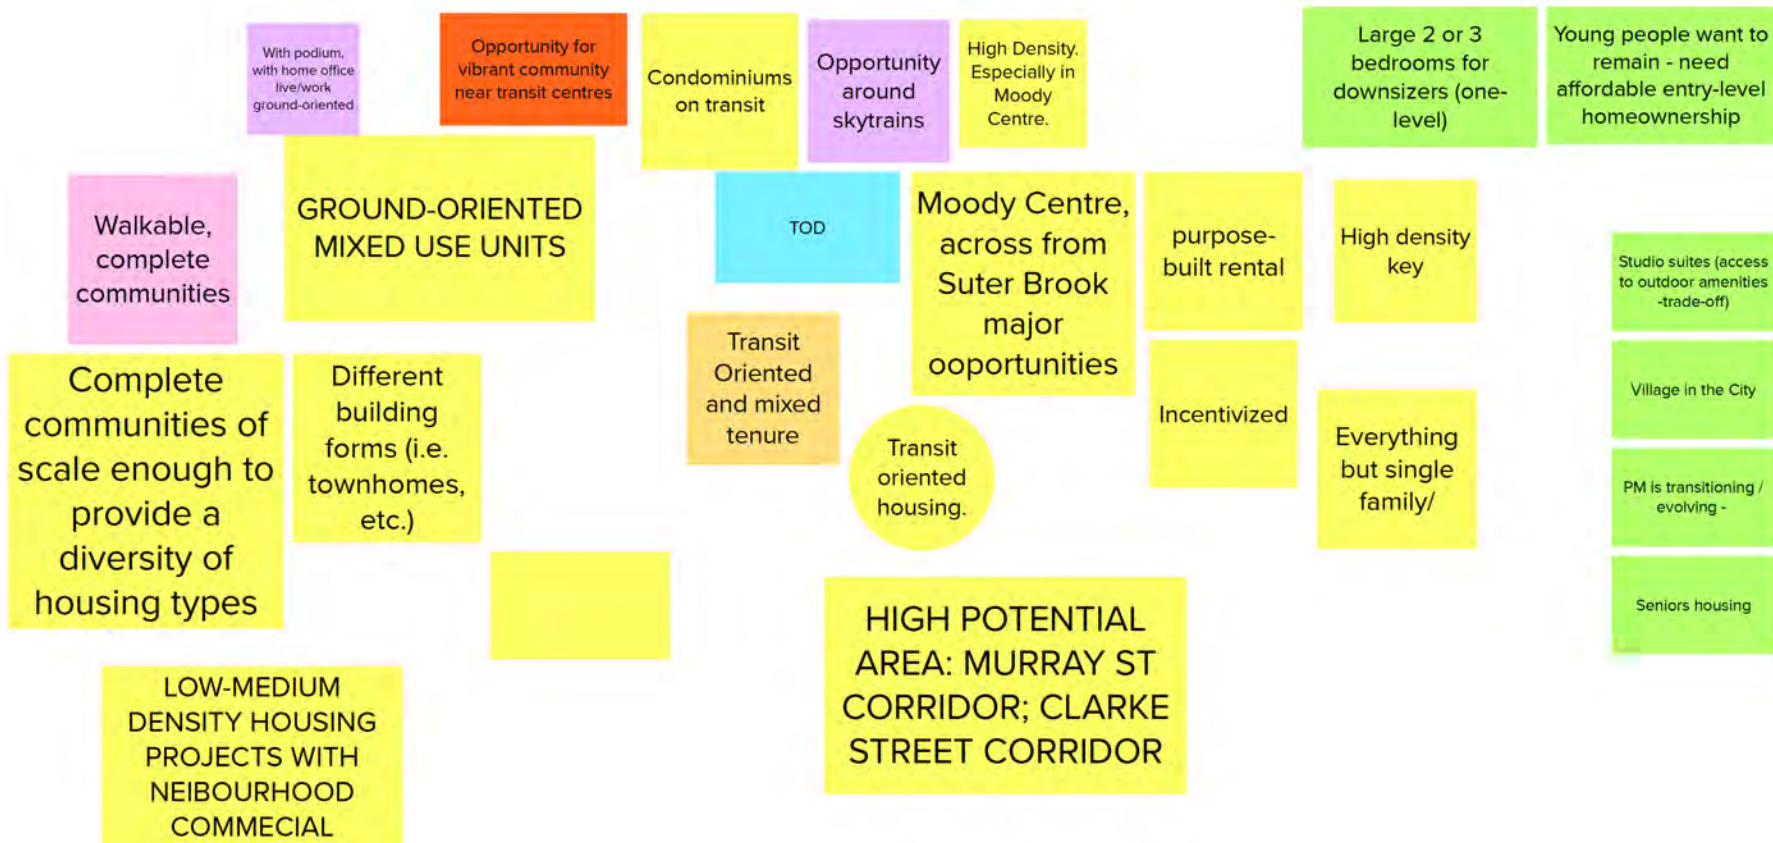 With podium,
with home office
live/work
ground-oriented
Opportunity for
vibrant community
near transit centres
Condominiums
on transit
Opportunity
around
skytrains
High Density.
Especially in
Moody
Centre.
Large 2 or 3
bedrooms for
downsizers (one-
level)
Young people want to
remain - need
affordable entry-level
homeownership
Walkable,
complete
communities
GROUND-ORIENTED
MIXED USE UNITS
TOD
Moody Centre,
across from
Suter Brook
major
ooportunities
purpose-
built rental
High density
key
Studio suites (access
to outdoor amenities
-trade-off)
Transit
Oriented
and mixed
tenure
Incentivized
Village in the City
Complete
communities of
scale enough to
provide a
diversity of
housing types
Different
building
forms (i.e.
townhomes,
etc.)
Transit
oriented
housing.
Everything
but single
family/
PM is transitioning /
evolving -
Seniors housing
HIGH POTENTIAL
AREA: MURRAY ST
CORRIDOR; CLARKE
STREET CORRIDOR
LOW-MEDIUM
DENSITY HOUSING
PROJECTS WITH
NEIBOURHOOD
COMMECIAL